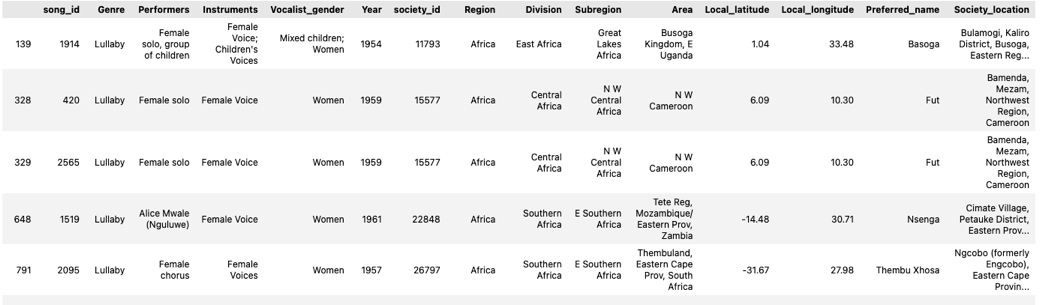 song_id Genre Performers Instruments Vocalist_gender Year society_id Region Division Subregion Area Local_latitude Local_longitude Preferred_name Society_location
139 1914 Lullaby Female solo, group of children Female Voice; Children's Voices Mixed children; Women 1954 11793 Africa East Africa Great Lakes Africa Busoga Kingdom, E Uganda 1.04 33.48 Basoga Bulamogi, Kaliro District, Busoga, Eastern Reg...
328 420 Lullaby Female solo Female Voice Women 1959 15577 Africa Central Africa N W Central Africa N W Cameroon 6.09 10.30 Fut Bamenda, Mezam, Northwest Region, Cameroon
329 2565 Lullaby Female solo Female Voice Women 1959 15577 Africa Central Africa N W Central Africa N W Cameroon 6.09 10.30 Fut Bamenda, Mezam, Northwest Region, Cameroon
648 1519 Lullaby Alice Mwale (Nguluwe) Female Voice Women 1961 22848 Africa Southern Africa E Southern Africa Tete Reg, Mozambique/ Eastern Prov, Zambia -14.48 30.71 Nsenga Cimate Village, Petauke District, Eastern Prov...
791 2095 Lullaby Female chorus Female Voices Women 1957 26797 Africa Southern Africa E Southern Africa Thembuland, Eastern Cape Prov, South Africa -31.67 27.98 Thembu Xhosa Ngcobo (formerly Engcobo), Eastern Cape Provin...